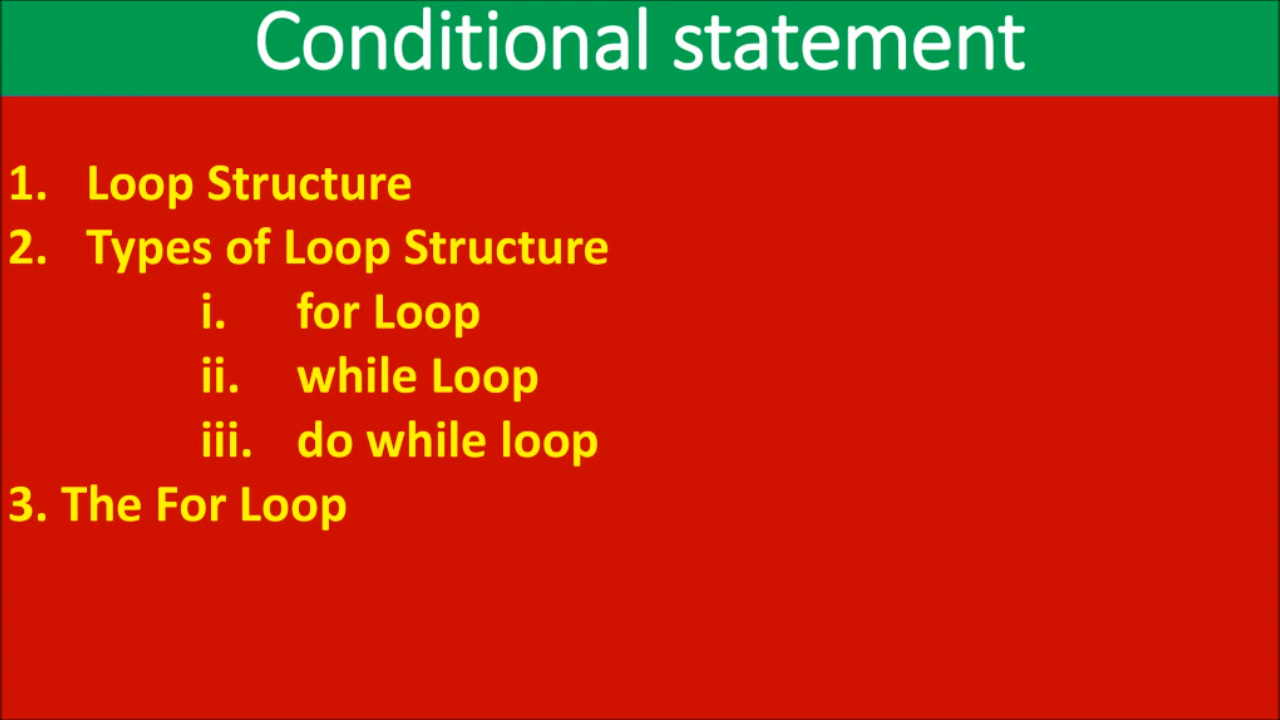 Conditional statement
1. Loop Structure
2. Types of Loop Structure
i. for Loop
ii. while Loop
iii. do while loop
3. The For Loop